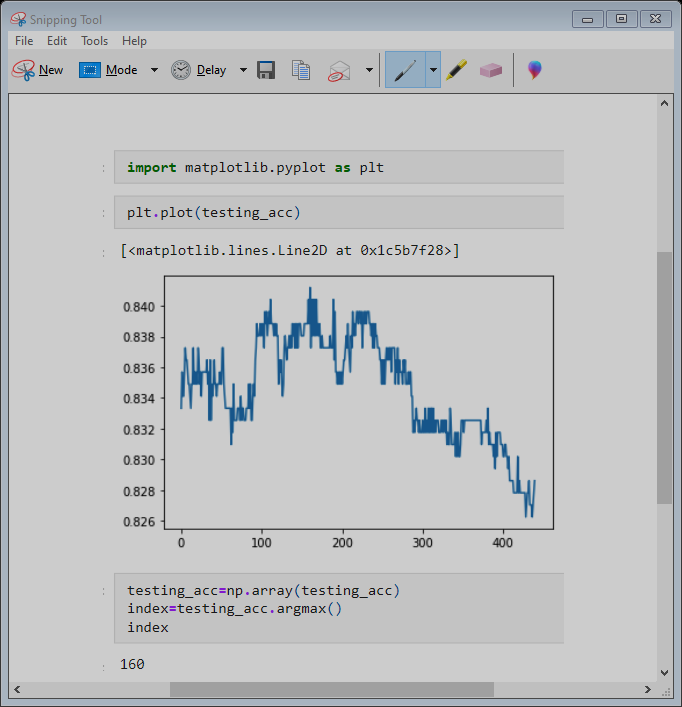 Snipping Tool
File Edit Tools Help
New Mode Delay
import matplotlib.pyplot as plt
plt.plot(testing_acc)
[<matplotlib.lines.Line2D at 0x1c5b7f28>]
0.840
0.838
0.836
0.834
0.832
0.830
0.828
0.826
0 100 200 300 400
testing_acc=np.array(testing_acc)
index=testing_acc.argmax()
index
160